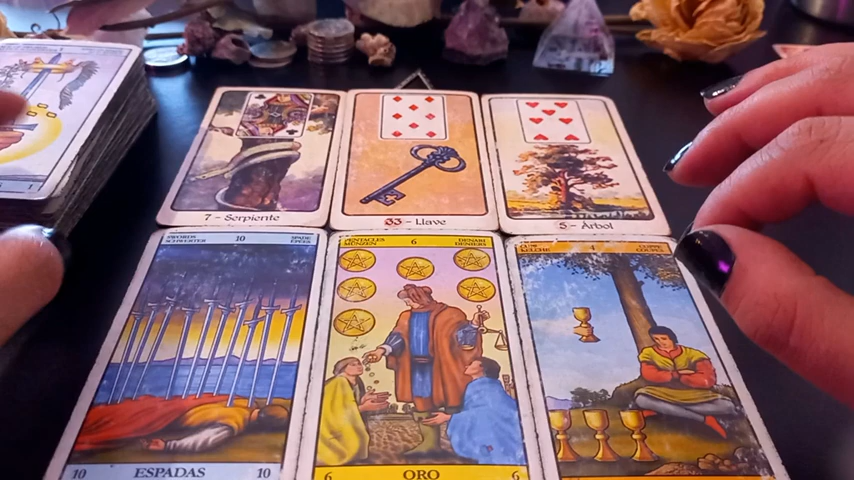 7 - Serpiente
33 - Llave
5 - Árbol
SWORDS 10 SPADE
SCHWERTER EPEES
10 ESPADAS 10
PENTACLES 6 DENARI
MÜNZEN DENIERS
6 ORO 6
4 COPPE
KELCHE COUPES